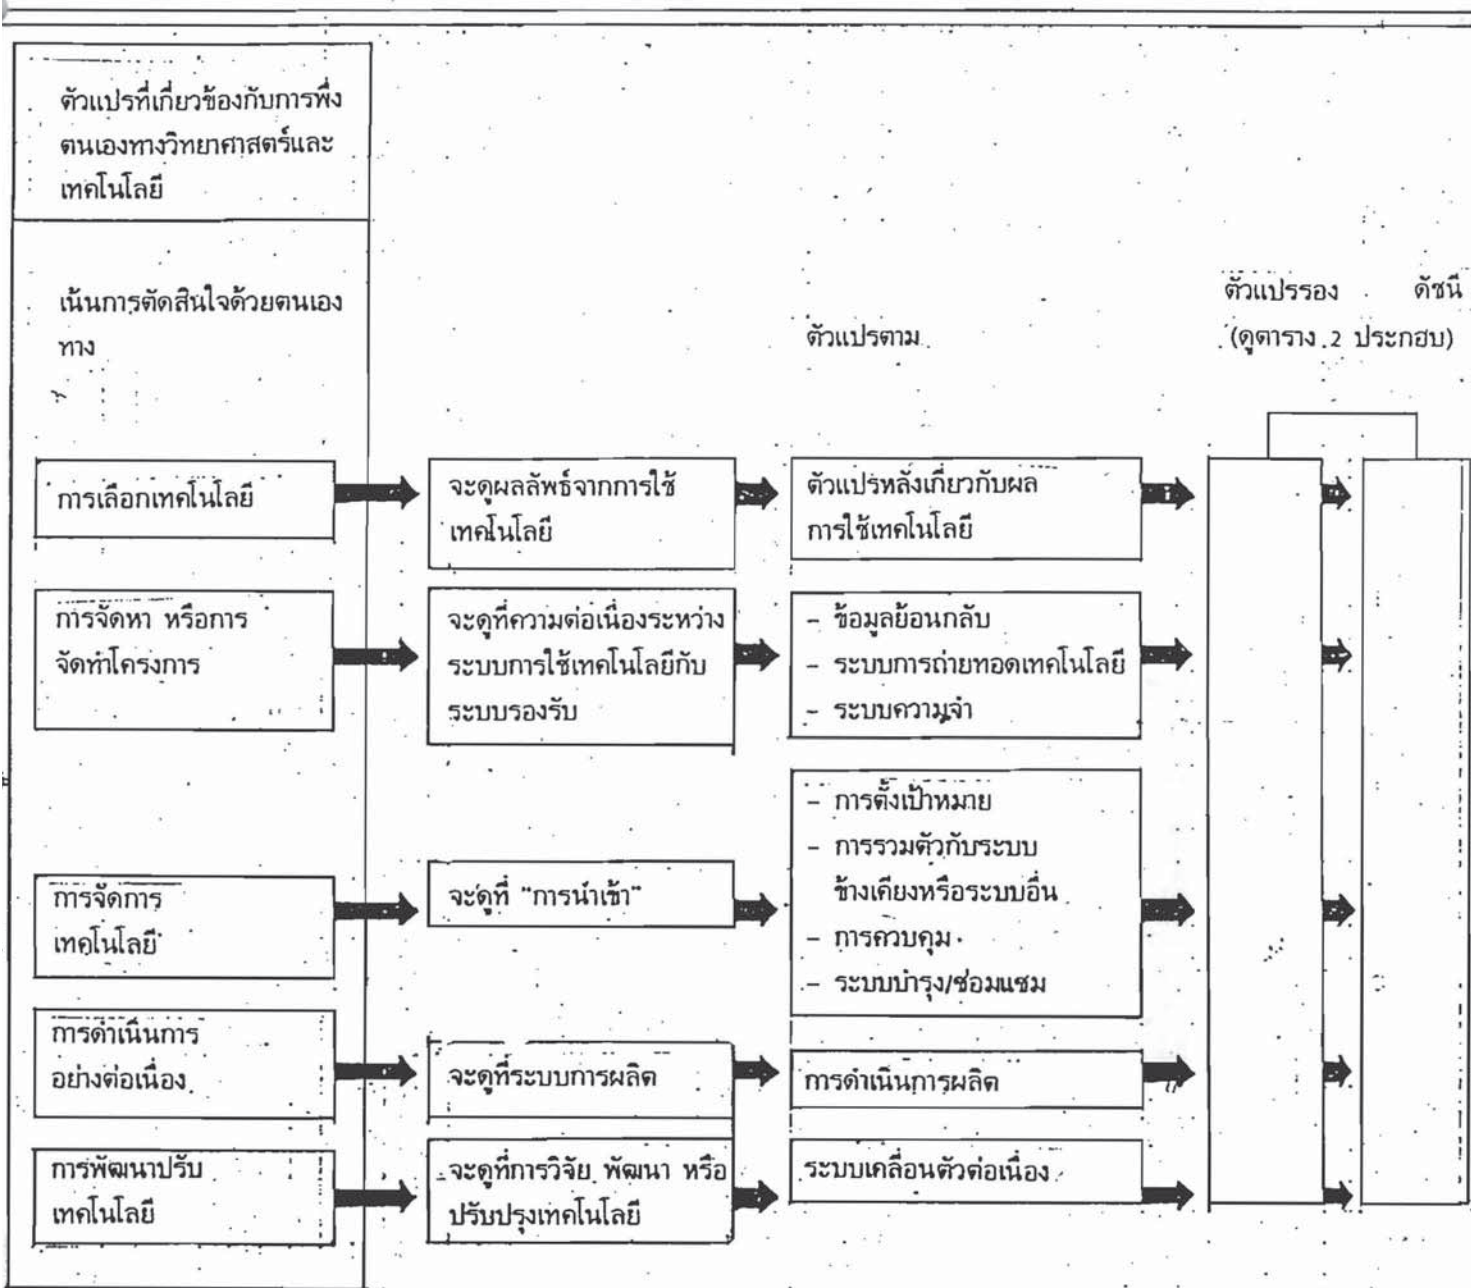 ตัวแปรที่เกี่ยวข้องกับการพึ่ง
ตนเองทางวิทยาศาสตร์และ
เทคโนโลยี
เน้นการตัดสินใจด้วยตนเอง
ทาง
ตัวแปรตาม
ตัวแปรรอง ดัชนี
(ดูตาราง 2 ประกอบ)
การเลือกเทคโนโลยี
จะดูผลลัพธ์จากการใช้
เทคโนโลยี
ตัวแปรหลั่งเกี่ยวกับผล
การใช้เทคโนโลยี
การจัดหา หรือการ
จัดทำโครงการ
จะดูที่ความต่อเนื่องระหว่าง
ระบบการใช้เทคโนโลยีกับ
ระบบรองรับ
- ข้อมูลย้อนกลับ
- ระบบการถ่ายทอดเทคโนโลยี
- ระบบความจำ
การจัดการ
เทคโนโลยี
จะดูที่ "การนำเข้า"
- การตั้งเป้าหมาย
- การรวมตัวกับระบบ
ข้างเคียงหรือระบบอื่น
- การควบคุม
- ระบบบำรุง/ซ่อมแซม
การดำเนินการ
อย่างต่อเนื่อง
จะดูที่ระบบการผลิต
การดำเนินการผลิต
การพัฒนาปรับ
เทคโนโลยี
จะดูที่การวิจัย พัฒนา หรือ
ปรับปรุงเทคโนโลยี
ระบบเคลื่อนตัวต่อเนื่อง